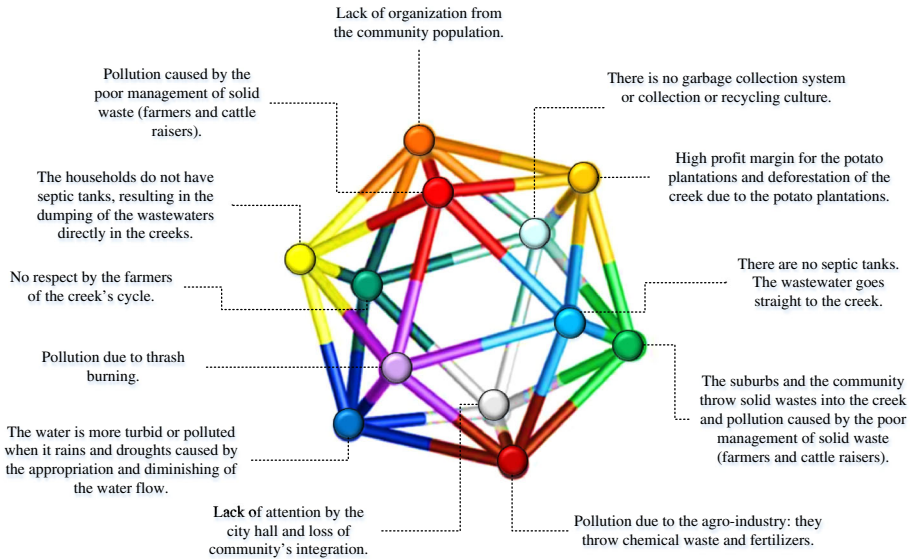 Lack of organization from
the community population.
Pollution caused by the
poor management of solid
waste (farmers and cattle
raisers).
There is no garbage collection system
or collection or recycling culture.
High profit margin for the potato
plantations and deforestation of the
creek due to the potato plantations.
The households do not have
septic tanks, resulting in the
dumping of the wastewaters
directly in the creeks.
There are no septic tanks.
The wastewater goes
straight to the creek.
No respect by the farmers
of the creek's cycle.
Pollution due to thrash
burning.
The suburbs and the community
throw solid wastes into the creek
and pollution caused by the poor
management of solid waste
(farmers and cattle raisers).
The water is more turbid or polluted
when it rains and droughts caused by
the appropriation and diminishing of
the water flow.
Lack of attention by the
city hall and loss of
community's integration.
Pollution due to the agro-industry: they
throw chemical waste and fertilizers.